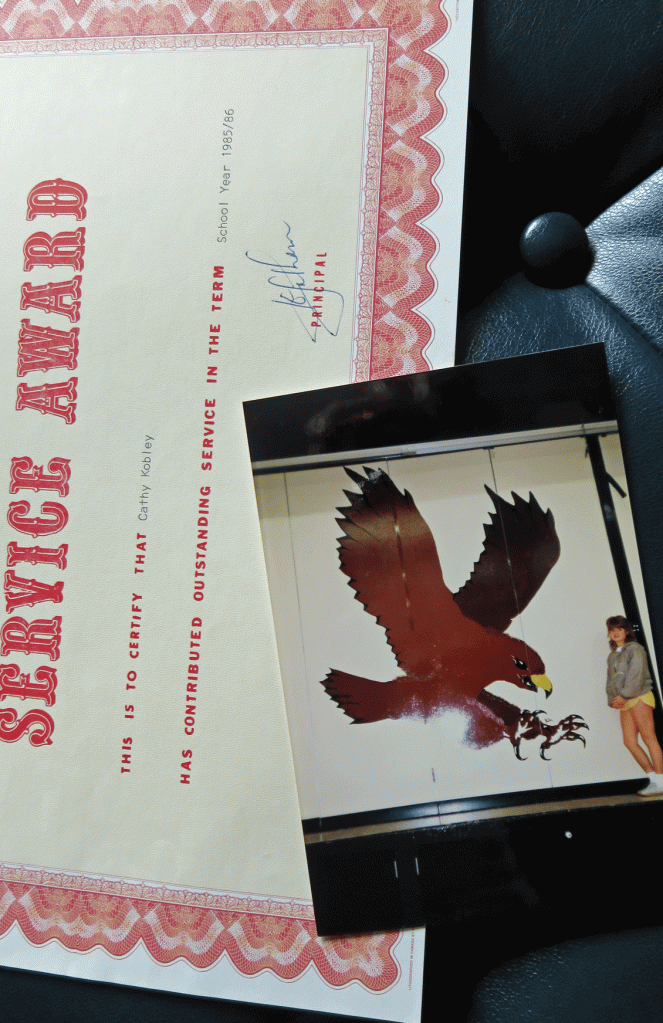 SERVICE AWARD
THIS IS TO CERTIFY THAT Cathy Kobley
HAS CONTRIBUTED OUTSTANDING SERVICE IN THE TERM School Year 1985/86
PRINCIPAL